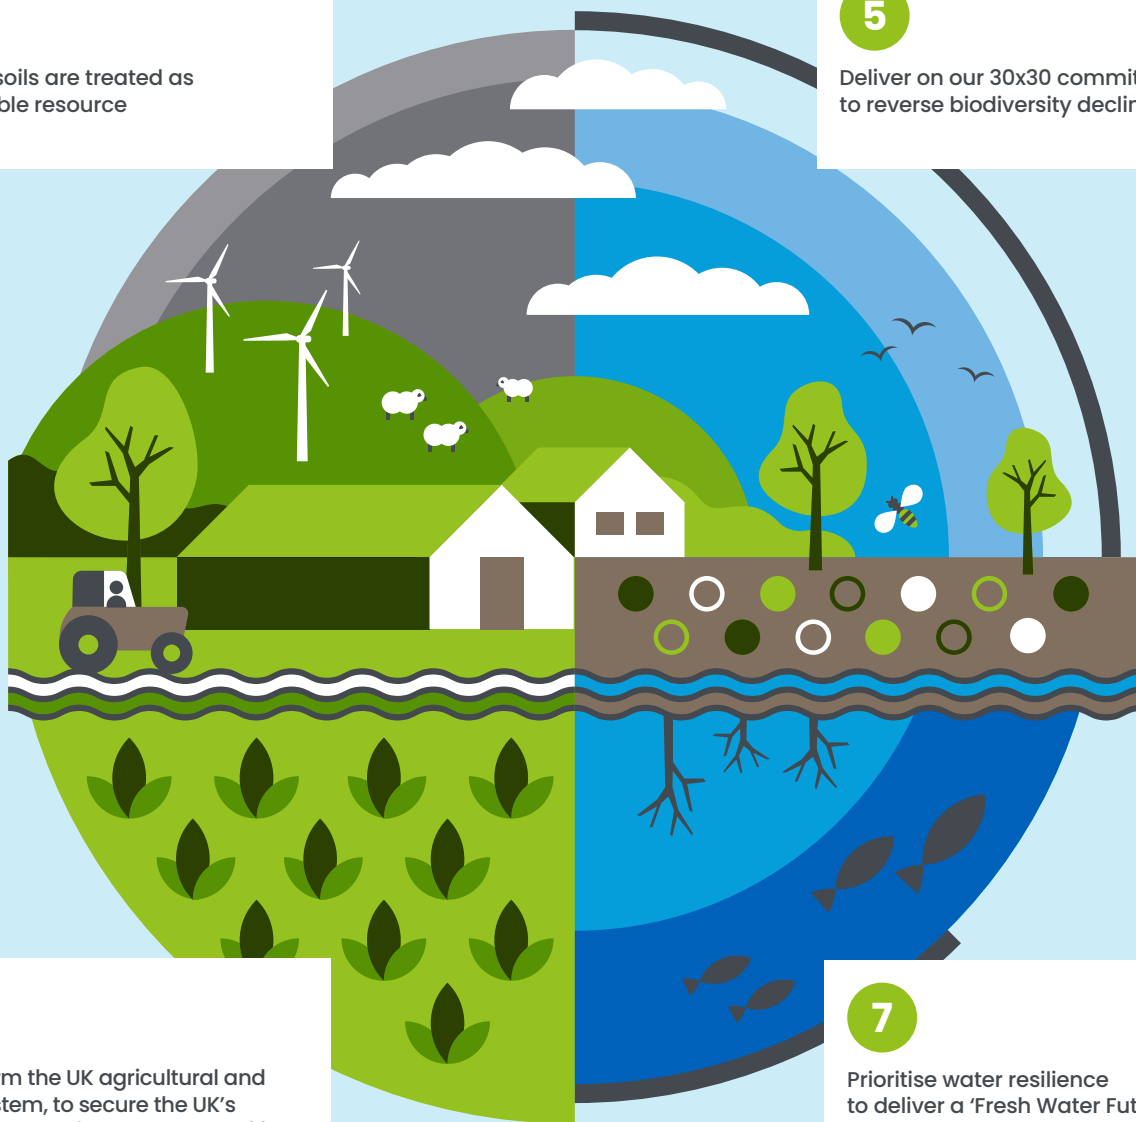 soils are treated as
ble resource
5
Deliver on our 30x30 commit
to reverse biodiversity declin
rm the UK agricultural and
stem, to secure the UK's
7
Prioritise water resilience
to deliver a ‘Fresh Water Fut